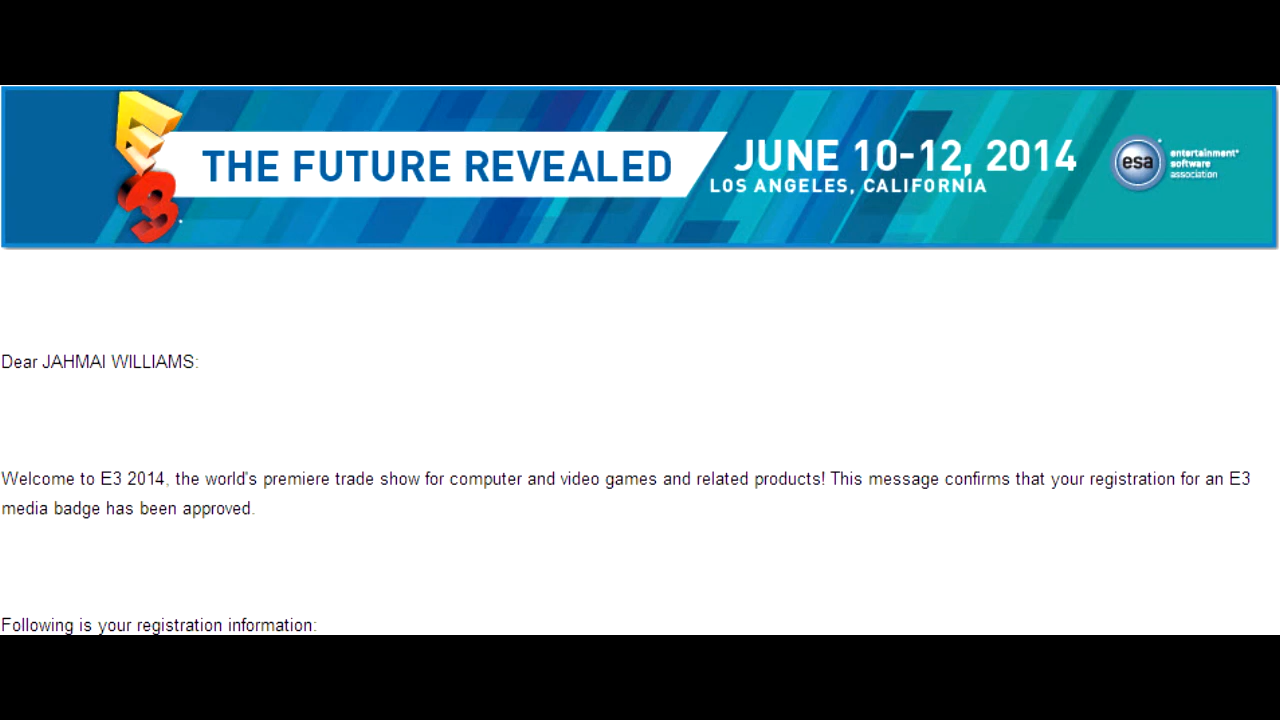 E3
THE FUTURE REVEALED
JUNE 10-12, 2014
LOS ANGELES, CALIFORNIA
esa
entertainment
software
association
Dear JAHMAI WILLIAMS:
Welcome to E3 2014, the world's premiere trade show for computer and video games and related products! This message confirms that your registration for an E3
media badge has been approved.
Following is your registration information: